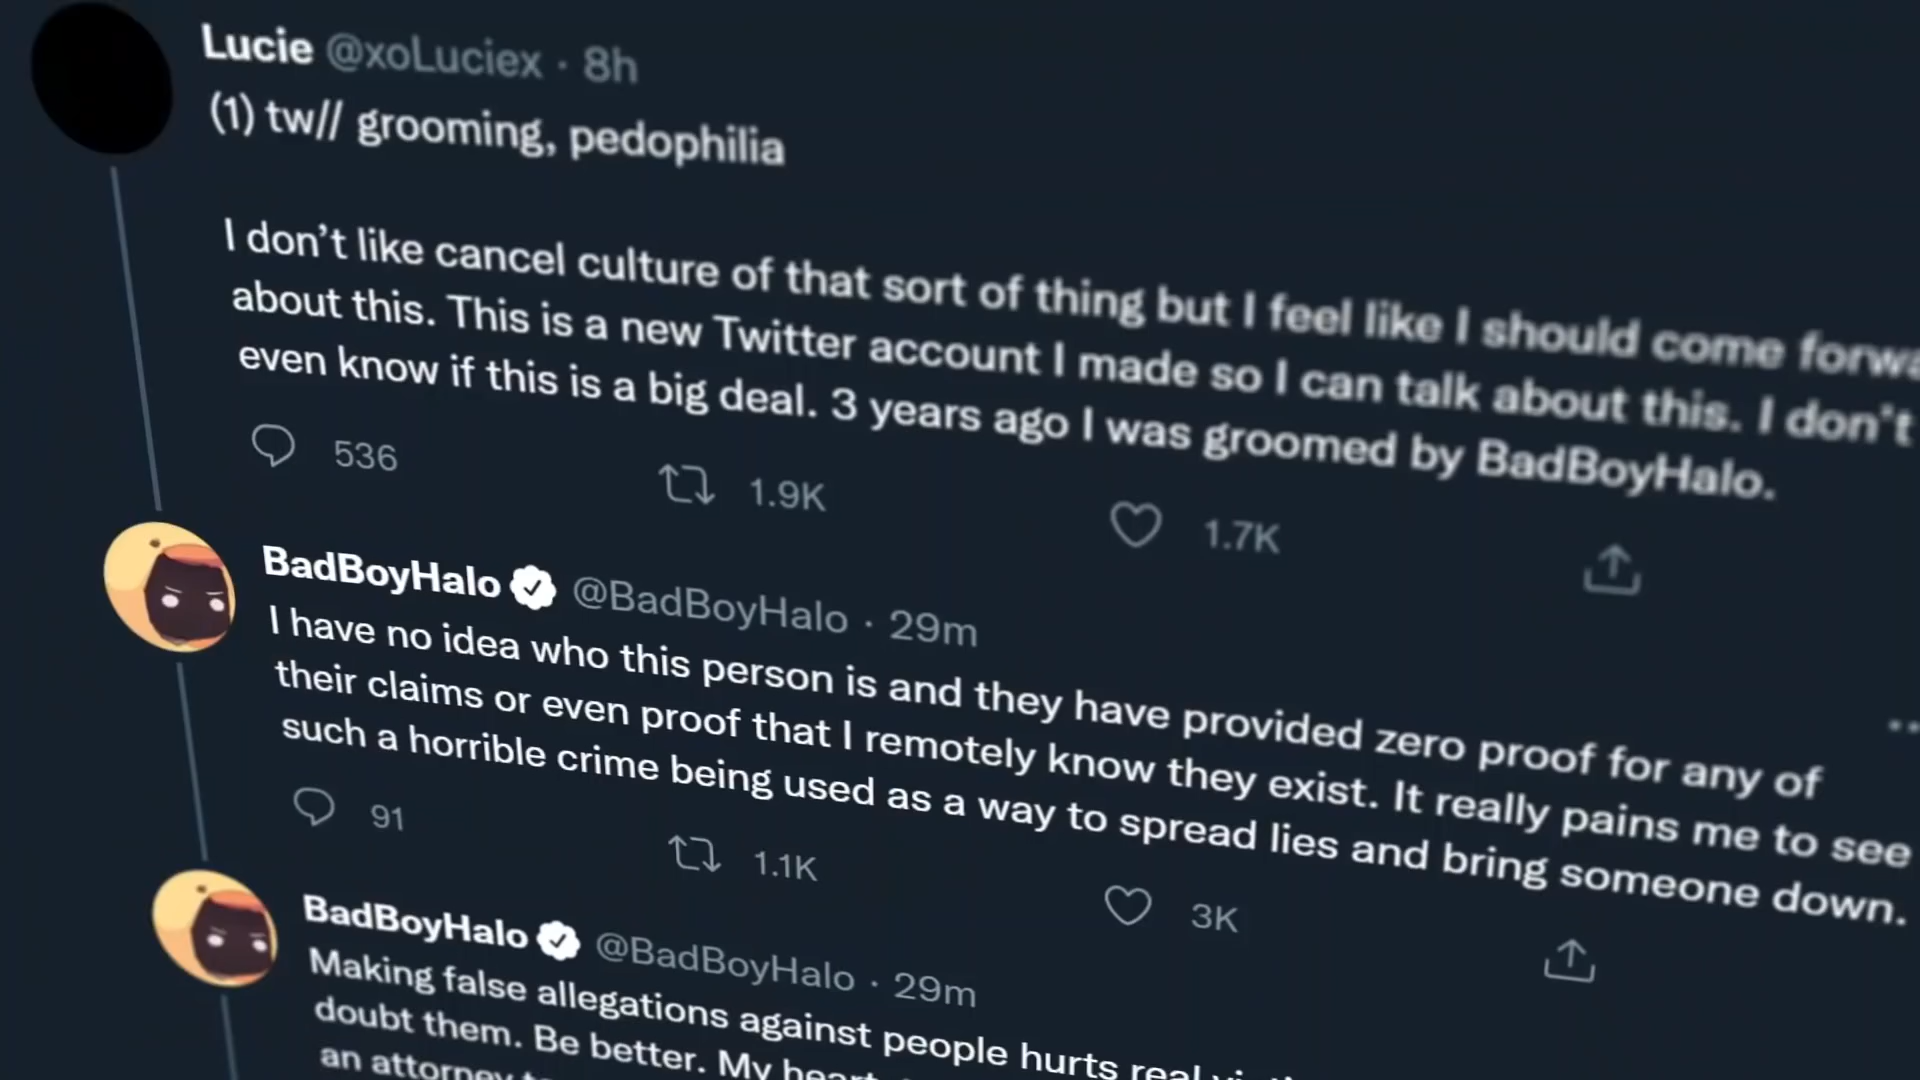 Lucie @xoLuciex · 8h
(1) tw// grooming, pedophilia
I don't like cancel culture of that sort of thing but I feel like I should come
about this. This is a new Twitter account I made so I can talk about this. I don't
even know if this is a big deal. 3 years ago I was groomed by BadBoyHalo.
536 1.9K 1.7K
BadBoyHalo @BadBoyHalo · 29m
I have no idea who this person is and they have provided zero proof for any of
their claims or even proof that I remotely know they exist. It really pains me to see
such a horrible crime being used as a way to spread lies and bring someone down.
91 1.1K 3K
BadBoyHalo @BadBoyHalo · 29m
Making false allegations against people hurts real
doubt them. Be better. My heart
an attorney